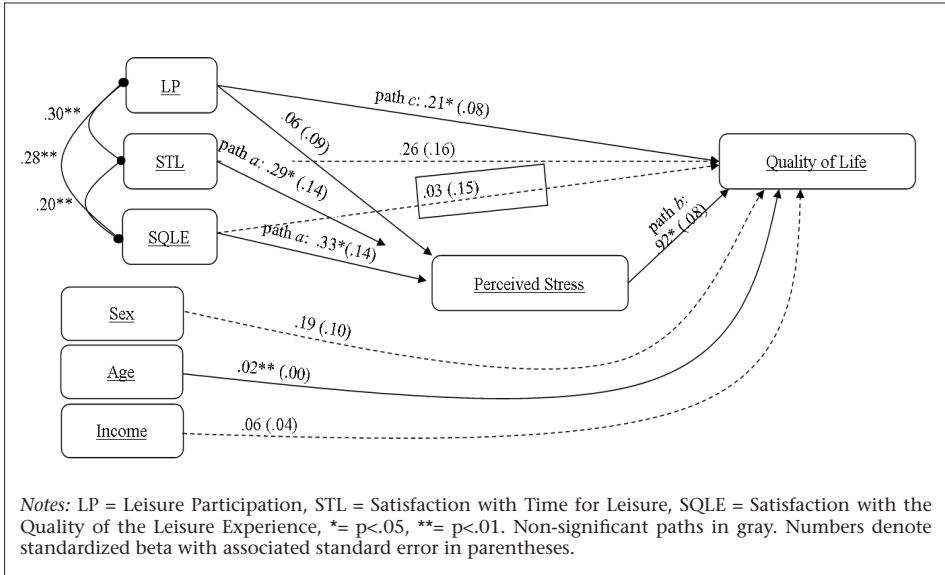 LP
.30**
path c: .21* (.08)
.06 (.09)
.28**
STL
path a: .29* (.14)
.26 (.16)
Quality of Life
.20**
.03 (.15)
SQLE
path a: .33*(.14)
path b:
.92* (.08)
Perceived Stress
Sex
.19 (.10)
Age
.02** (.00)
Income
.06 (.04)
Notes: LP = Leisure Participation, STL = Satisfaction with Time for Leisure, SQLE = Satisfaction with the
Quality of the Leisure Experience, *= p<.05, **= p<.01. Non-significant paths in gray. Numbers denote
standardized beta with associated standard error in parentheses.